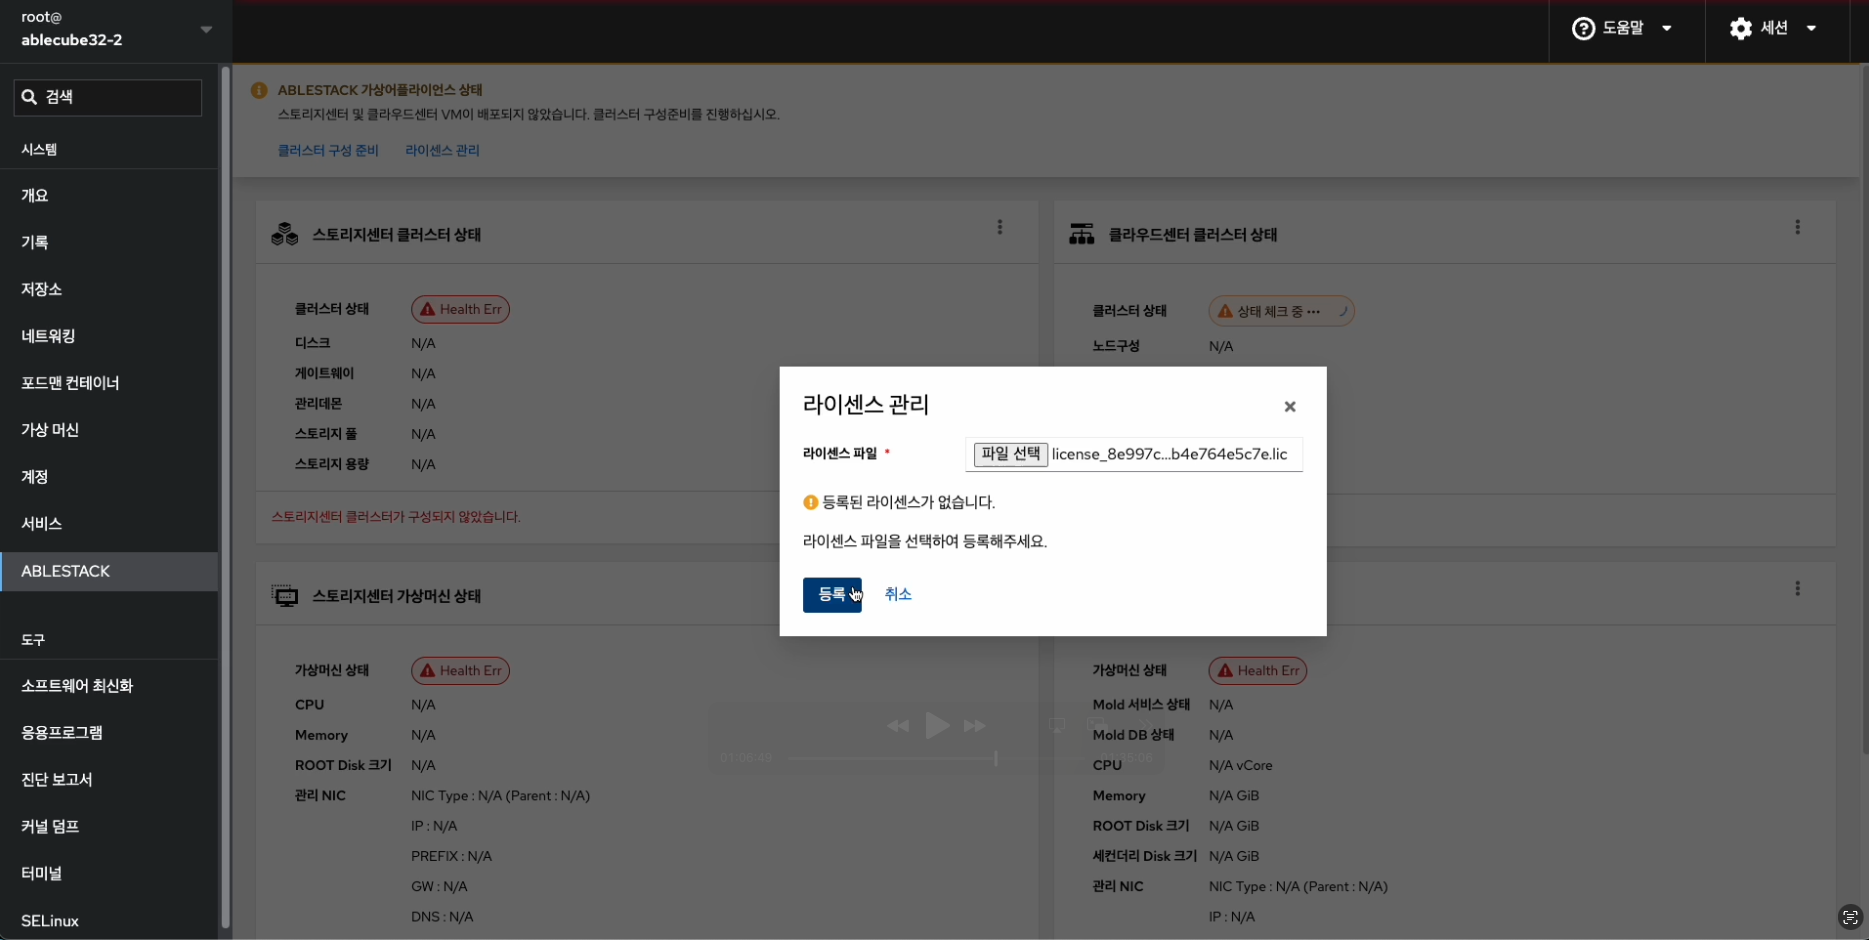 root@
ablecube32-2
도움말
세션
검색
시스템
개요
기록
저장소
네트워킹
포드맨 컨테이너
가상 머신
계정
서비스
ABLESTACK
도구
소프트웨어 최신화
응용프로그램
진단 보고서
커널 덤프
터미널
SELinux
ABLESTACK 가상어플라이언스 상태
스토리지센터 및 클라우드센터 VM이 배포되지 않았습니다. 클러스터 구성준비를 진행하십시오.
클러스터 구성 준비 라이센스 관리
스토리지센터 클러스터 상태
클러스터 상태 Health Err
디스크 N/A
게이트웨이 N/A
관리데몬 N/A
스토리지 풀 N/A
스토리지 용량 N/A
스토리지센터 클러스터가 구성되지 않았습니다.
클라우드센터 클러스터 상태
클러스터 상태 상태 체크 중 ···
노드구성 N/A
라이센스 관리
라이센스 파일 * 파일 선택 license_8e997c...b4e764e5c7e.lic
등록된 라이센스가 없습니다.
라이센스 파일을 선택하여 등록해주세요.
등록 취소
스토리지센터 가상머신 상태
가상머신 상태 Health Err
CPU N/A
Memory N/A
ROOT Disk 크기 N/A
관리 NIC NIC Type : N/A (Parent : N/A)
IP : N/A
PREFIX : N/A
GW : N/A
DNS : N/A
가상머신 상태 Health Err
Mold 서비스 상태 N/A
Mold DB 상태 N/A
CPU N/A vCore
Memory N/A GiB
ROOT Disk 크기 N/A GiB
세컨더리 Disk 크기 N/A GiB
관리 NIC NIC Type : N/A (Parent : N/A)
IP : N/A
01:06:49